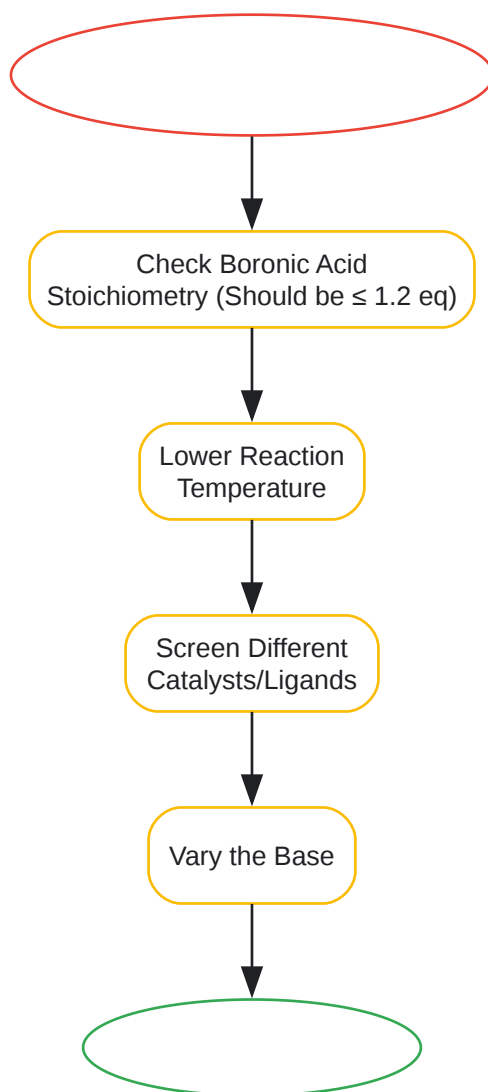 Check Boronic Acid
Stoichiometry (Should be ≤ 1.2 eq)
Lower Reaction
Temperature
Screen Different
Catalysts/Ligands
Vary the Base